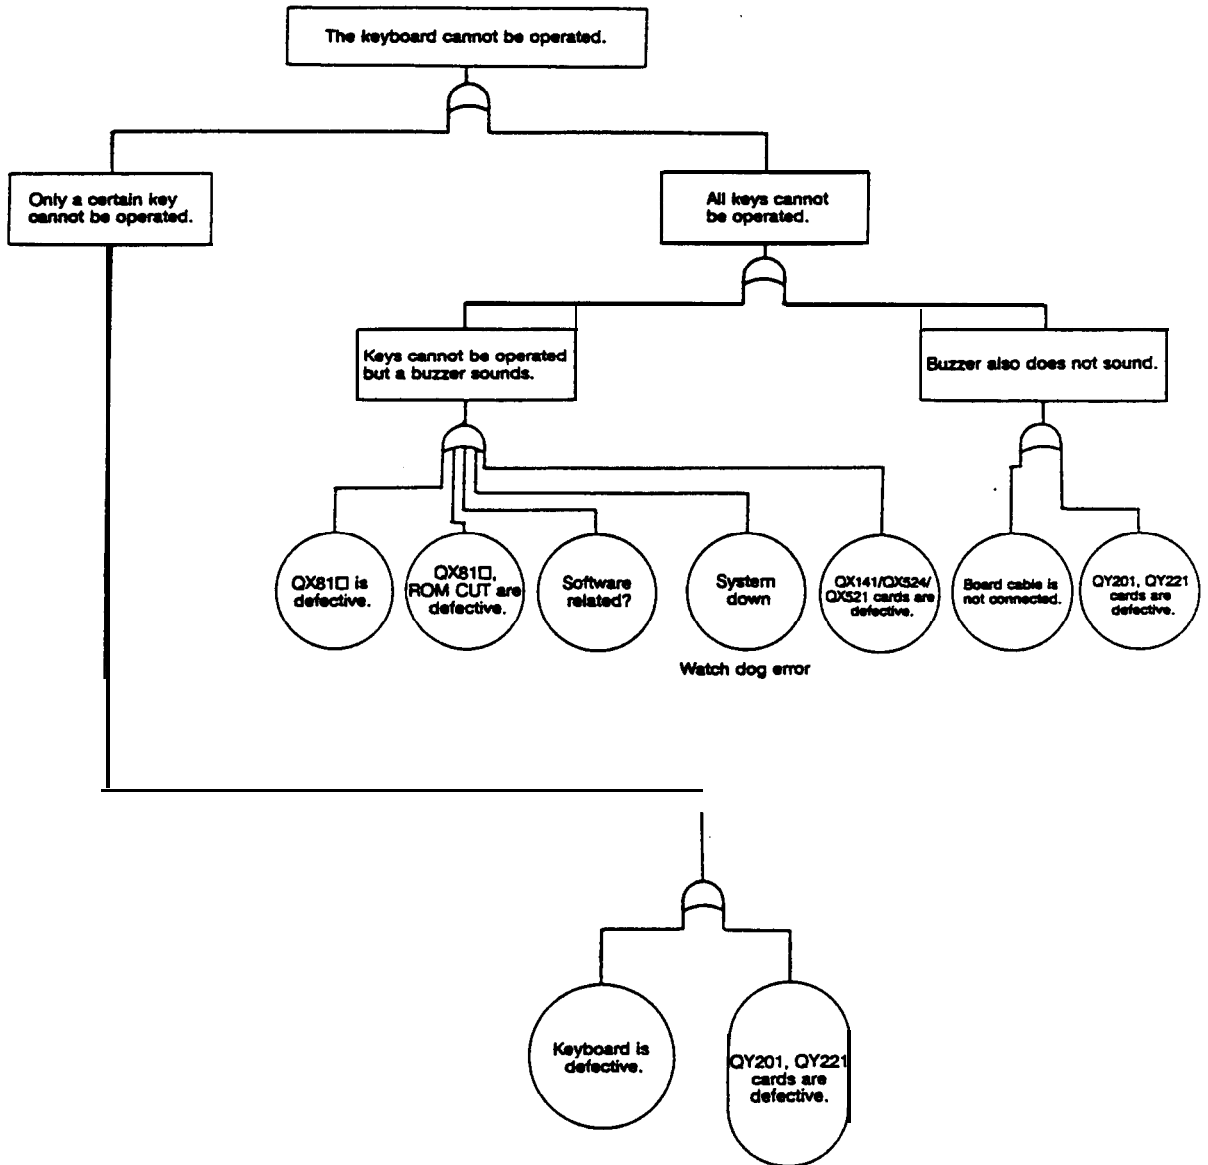 The keyboard cannot be operated.
Only a certain key
cannot be operated.
All keys cannot
be operated.
Keys cannot be operated
but a buzzer sounds.
Buzzer also does not sound.
QX81□ is
defective.
QX81□,
ROM CUT are
defective.
Software
related?
System
down
QX141/QX524/
QX521 cards are
defective.
Board cable is
not connected.
QY201, QY221
cards are
defective.
Watch dog error
Keyboard is
defective.
QY201, QY221
cards are
defective.